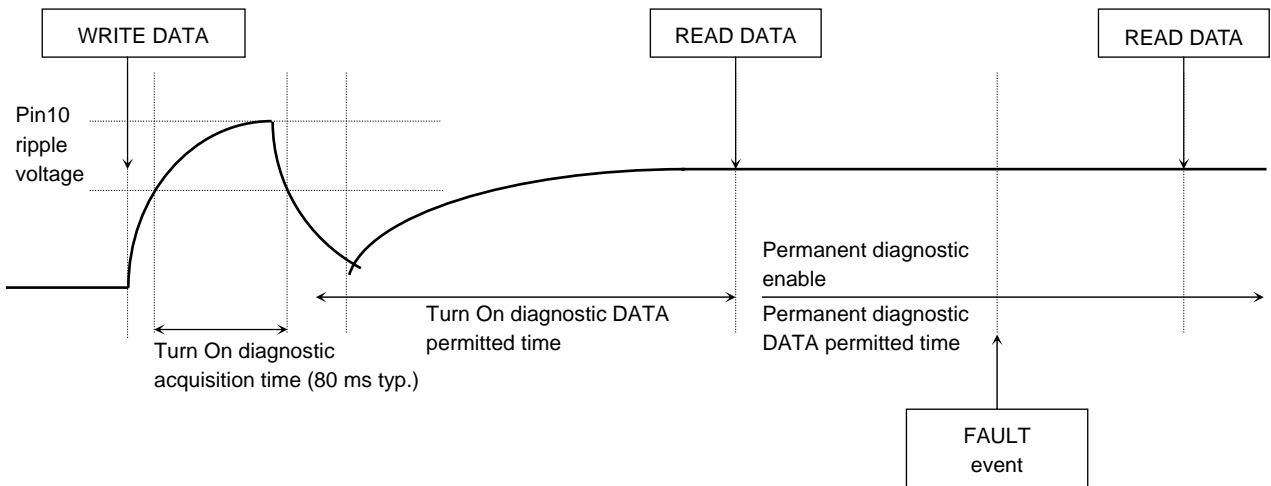 WRITE DATA
READ DATA
READ DATA
Pin10
ripple
voltage
Permanent diagnostic
enable
Turn On diagnostic DATA
permitted time
Permanent diagnostic
DATA permitted time
Turn On diagnostic
acquisition time (80 ms typ.)
FAULT
event